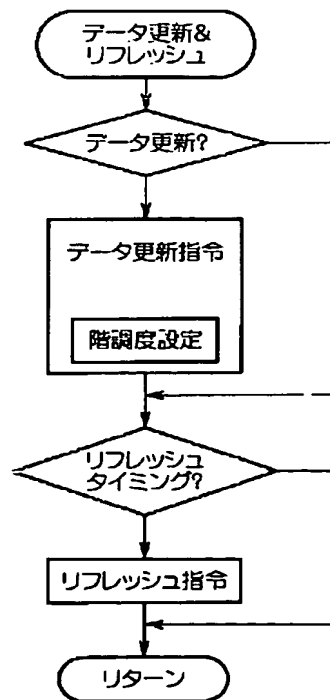 データ更新&
リフレッシュ
データ更新?
データ更新指令
階調度設定
リフレッシュ
タイミング?
リフレッシュ指令
リターン